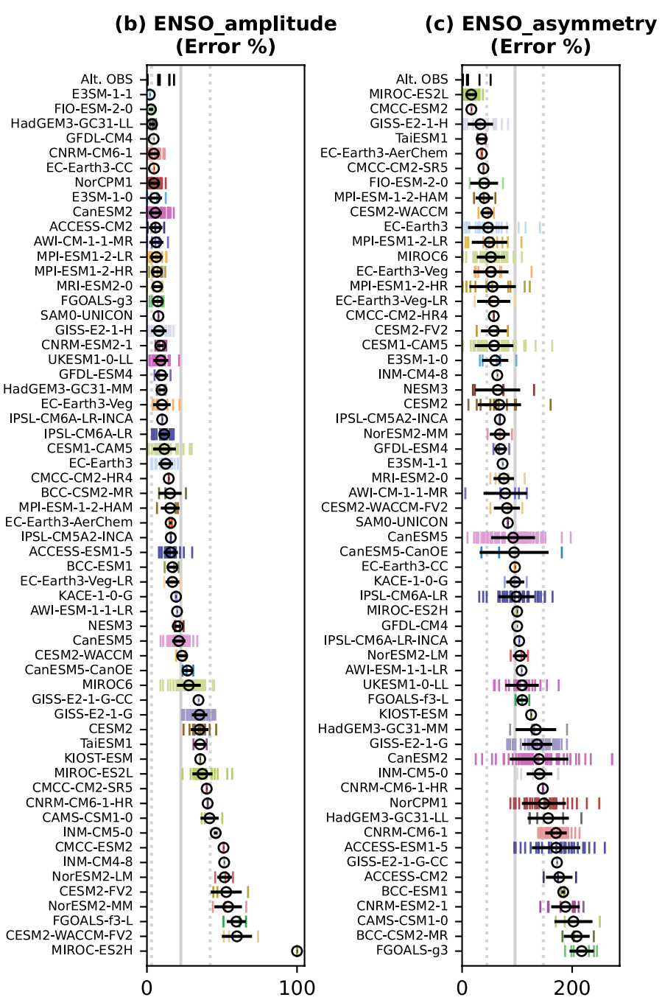 (b) ENSO_amplitude
(Error %)
Alt. OBS
E3SM-1-1
FIO-ESM-2-0
HadGEM3-GC31-LL
GFDL-CM4
CNRM-CM6-1
EC-Earth3-CC
NorCPM1
E3SM-1-0
CanESM2
ACCESS-CM2
AWI-CM-1-1-MR
MPI-ESM1-2-LR
MPI-ESM1-2-HR
MRI-ESM2-0
FGOALS-g3
SAM0-UNICON
GISS-E2-1-H
CNRM-ESM2-1
UKESM1-0-LL
GFDL-ESM4
HadGEM3-GC31-MM
EC-Earth3-Veg
IPSL-CM6A-LR-INCA
IPSL-CM6A-LR
CESM1-CAM5
EC-Earth3
CMCC-CM2-HR4
BCC-CSM2-MR
MPI-ESM-1-2-HAM
EC-Earth3-AerChem
IPSL-CM5A2-INCA
ACCESS-ESM1-5
BCC-ESM1
EC-Earth3-Veg-LR
KACE-1-0-G
AWI-ESM-1-1-LR
NESM3
CanESM5
CESM2-WACCM
CanESM5-CanOE
MIROC6
GISS-E2-1-G-CC
GISS-E2-1-G
CESM2
TaiESM1
KIOST-ESM
MIROC-ES2L
CMCC-CM2-SR5
CNRM-CM6-1-HR
CAMS-CSM1-0
INM-CM5-0
CMCC-ESM2
INM-CM4-8
NorESM2-LM
CESM2-FV2
NorESM2-MM
FGOALS-f3-L
CESM2-WACCM-FV2
MIROC-ES2H
0 100
(c) ENSO_asymmetry
(Error %)
Alt. OBS
MIROC-ES2L
CMCC-ESM2
GISS-E2-1-H
TaiESM1
EC-Earth3-AerChem
CMCC-CM2-SR5
FIO-ESM-2-0
MPI-ESM-1-2-HAM
CESM2-WACCM
EC-Earth3
MPI-ESM1-2-LR
MIROC6
EC-Earth3-Veg
MPI-ESM1-2-HR
EC-Earth3-Veg-LR
CMCC-CM2-HR4
CESM2-FV2
CESM1-CAM5
E3SM-1-0
INM-CM4-8
NESM3
CESM2
IPSL-CM5A2-INCA
NorESM2-MM
GFDL-ESM4
E3SM-1-1
MRI-ESM2-0
AWI-CM-1-1-MR
CESM2-WACCM-FV2
SAM0-UNICON
CanESM5
CanESM5-CanOE
EC-Earth3-CC
KACE-1-0-G
IPSL-CM6A-LR
MIROC-ES2H
GFDL-CM4
IPSL-CM6A-LR-INCA
NorESM2-LM
AWI-ESM-1-1-LR
UKESM1-0-LL
FGOALS-f3-L
KIOST-ESM
HadGEM3-GC31-MM
GISS-E2-1-G
CanESM2
INM-CM5-0
CNRM-CM6-1-HR
NorCPM1
HadGEM3-GC31-LL
CNRM-CM6-1
ACCESS-ESM1-5
GISS-E2-1-G-CC
ACCESS-CM2
BCC-ESM1
CNRM-ESM2-1
CAMS-CSM1-0
BCC-CSM2-MR
FGOALS-g3
0 200